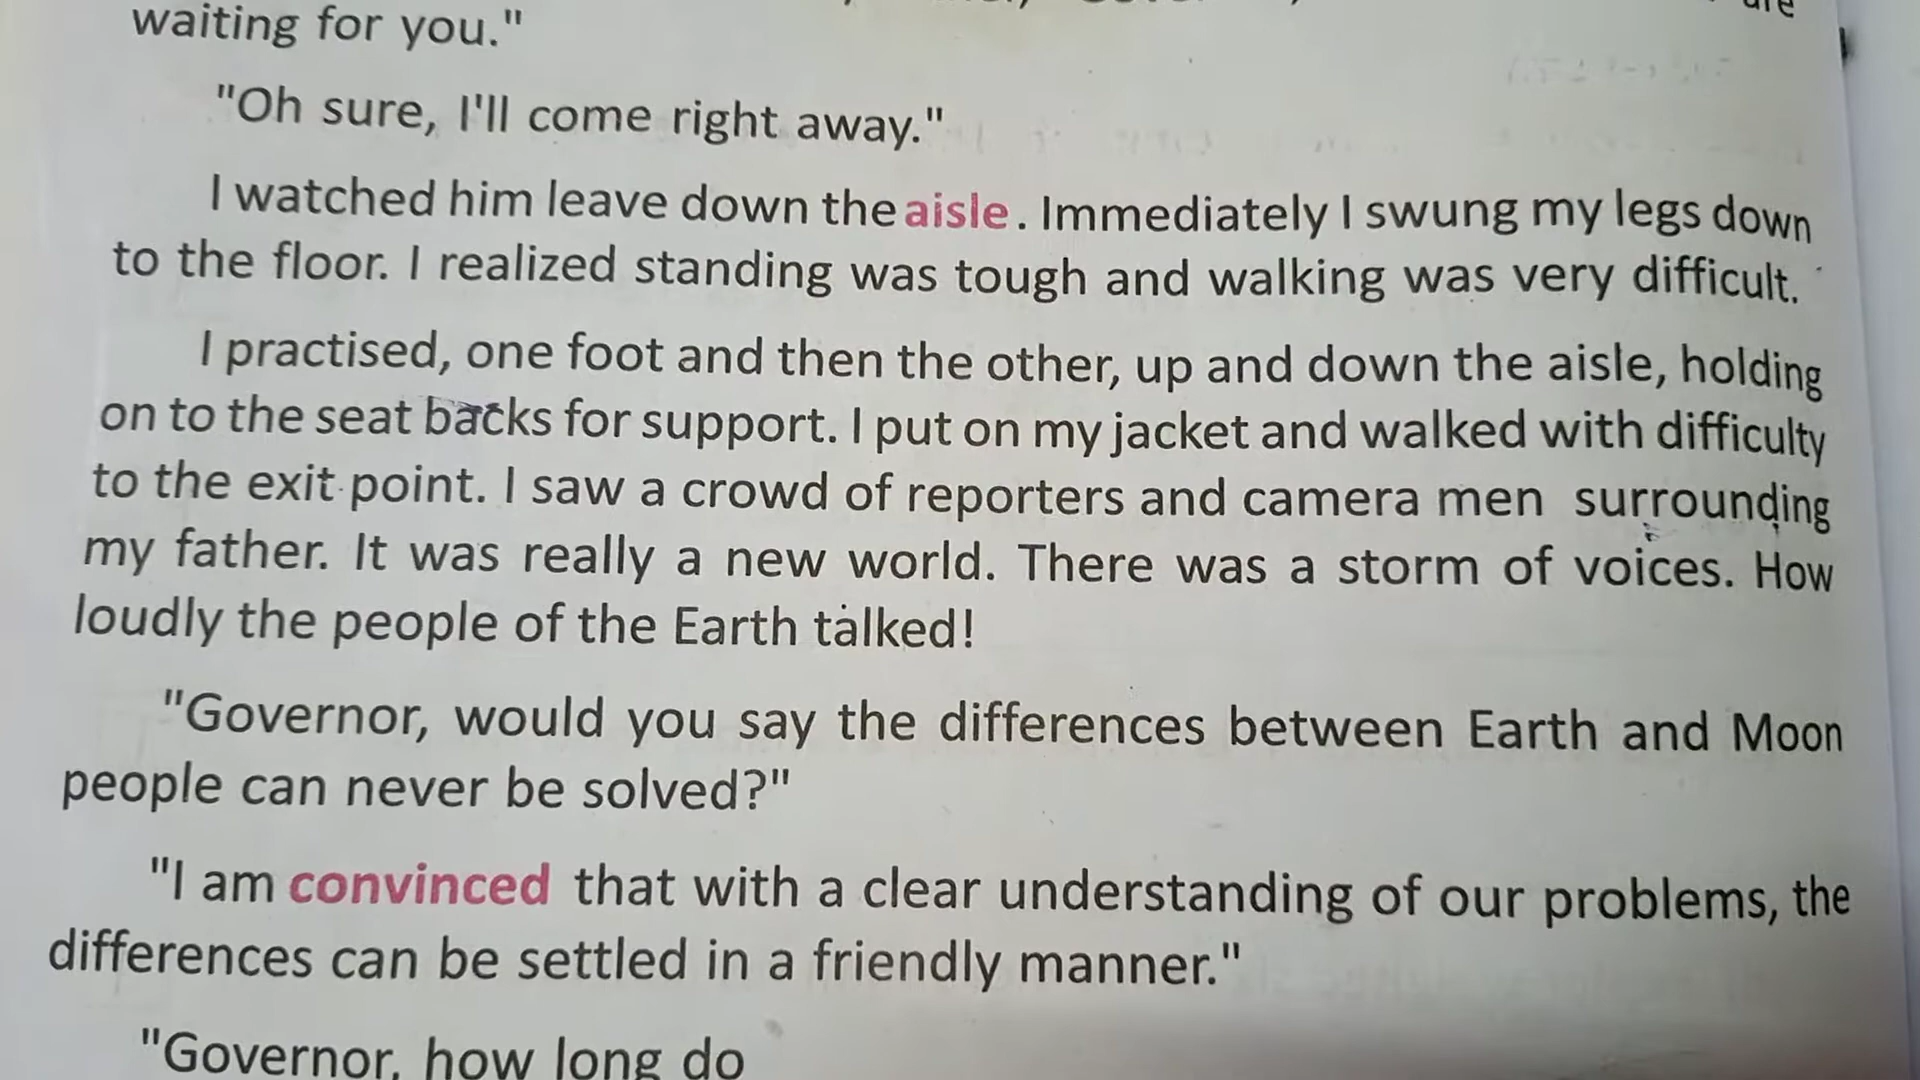 are
waiting for you."
"Oh sure, I'll come right away."
I watched him leave down the aisle. Immediately I swung my legs down
to the floor. I realized standing was tough and walking was very difficult.
I practised, one foot and then the other, up and down the aisle, holding
on to the seat backs for support. I put on my jacket and walked with difficulty
to the exit point. I saw a crowd of reporters and camera men surrounding
my father. It was really a new world. There was a storm of voices. How
loudly the people of the Earth talked!
"Governor, would you say the differences between Earth and Moon
people can never be solved?"
"I am convinced that with a clear understanding of our problems, the
differences can be settled in a friendly manner."
"Governor, how long do